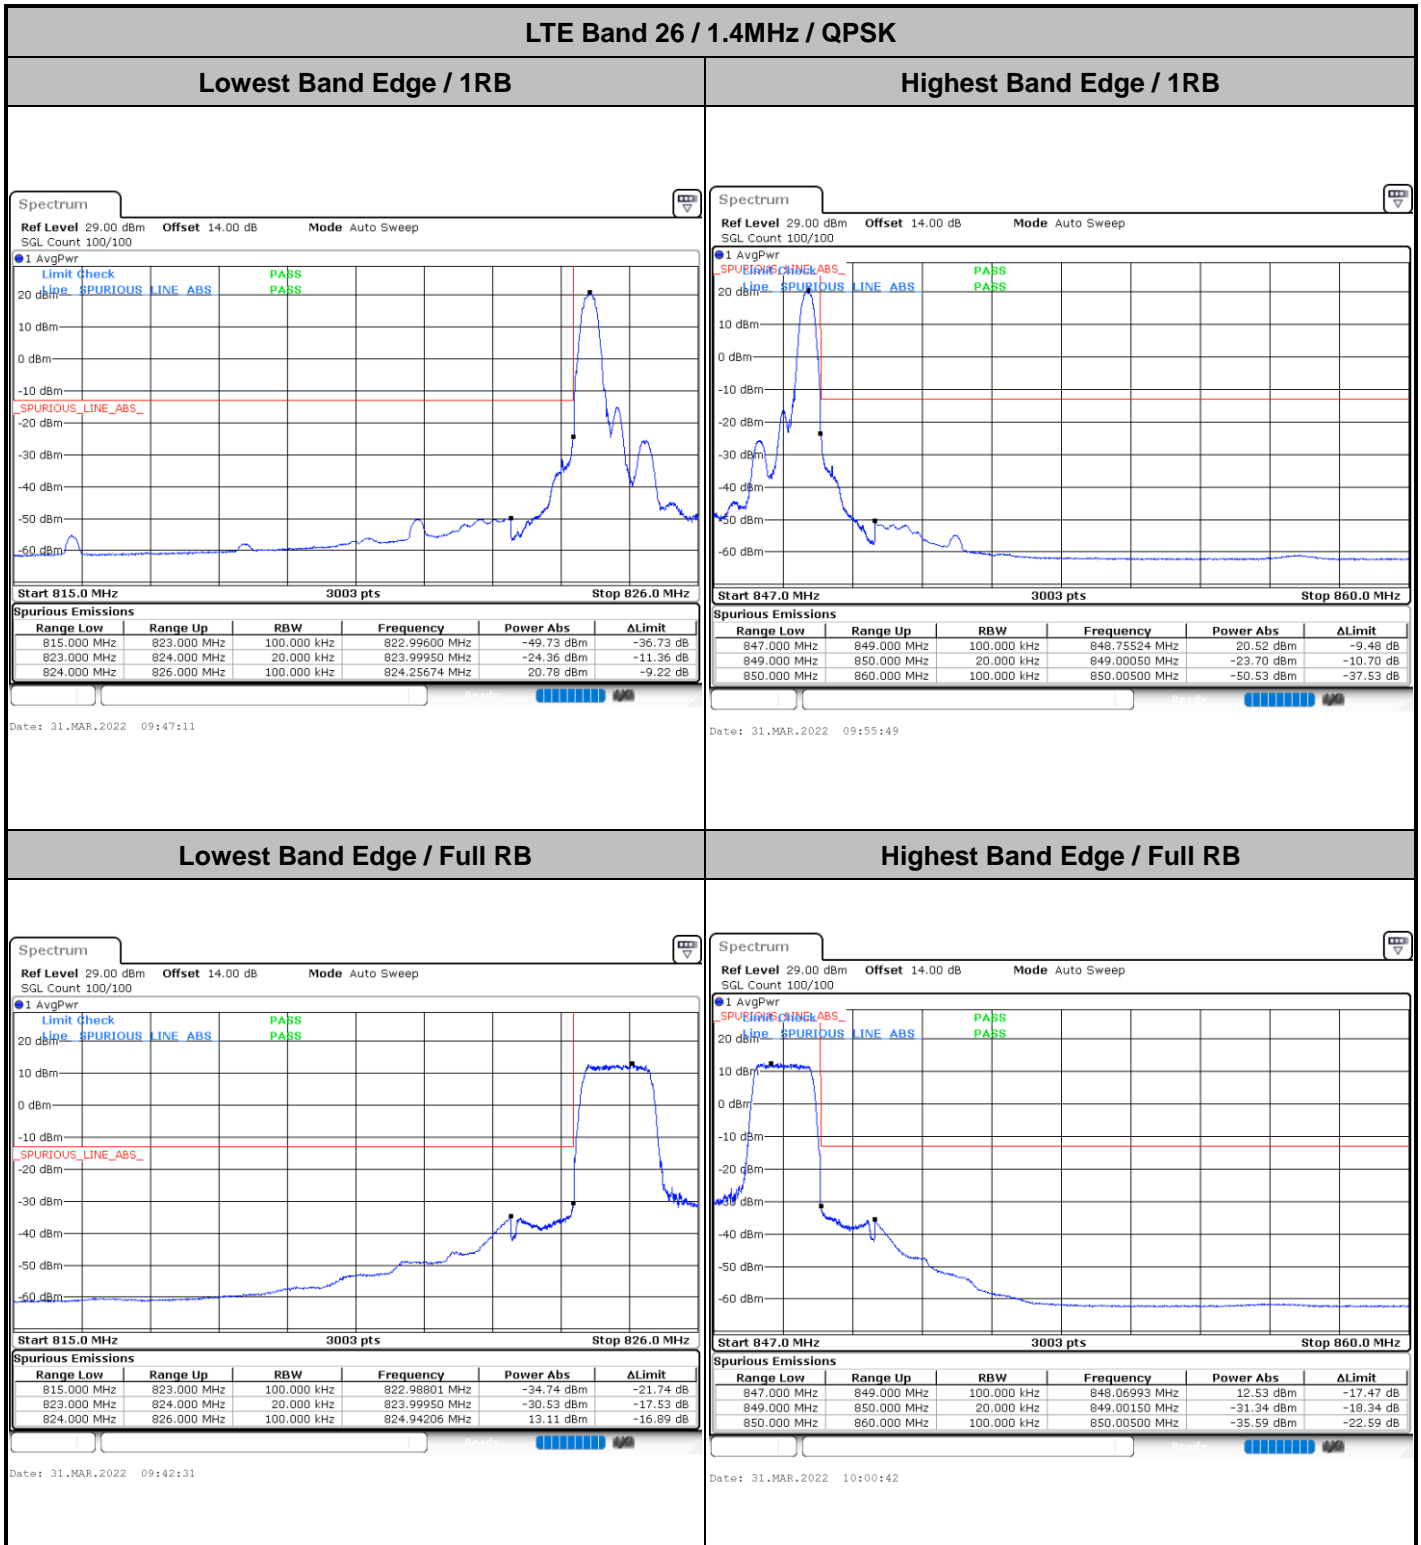 LTE Band 26 / 1.4MHz / QPSK
Lowest Band Edge / 1RB
Highest Band Edge / 1RB
Spectrum
Ref Level 29.00 dBm Offset 14.00 dB Mode Auto Sweep
SGL Count 100/100
1 AvgPwr
Limit Check PASS
Line _SPURIOUS_LINE_ABS_ PASS
20 dBm
10 dBm
0 dBm
-10 dBm
_SPURIOUS_LINE_ABS_
-20 dBm
-30 dBm
-40 dBm
-50 dBm
-60 dBm
Start 815.0 MHz 3003 pts Stop 826.0 MHz
Spurious Emissions
Range Low Range Up RBW Frequency Power Abs ΔLimit
815.000 MHz 823.000 MHz 100.000 kHz 822.99600 MHz -49.73 dBm -36.73 dB
823.000 MHz 824.000 MHz 20.000 kHz 823.99950 MHz -24.36 dBm -11.36 dB
824.000 MHz 826.000 MHz 100.000 kHz 824.25674 MHz 20.78 dBm -9.22 dB
Ready
Date: 31.MAR.2022 09:47:11
Spectrum
Ref Level 29.00 dBm Offset 14.00 dB Mode Auto Sweep
SGL Count 100/100
1 AvgPwr
_SPURIOUS_LINE_ABS_
Limit Check PASS
Line _SPURIOUS_LINE_ABS_ PASS
20 dBm
10 dBm
0 dBm
-10 dBm
-20 dBm
-30 dBm
-40 dBm
-50 dBm
-60 dBm
Start 847.0 MHz 3003 pts Stop 860.0 MHz
Spurious Emissions
Range Low Range Up RBW Frequency Power Abs ΔLimit
847.000 MHz 849.000 MHz 100.000 kHz 848.75524 MHz 20.52 dBm -9.48 dB
849.000 MHz 850.000 MHz 20.000 kHz 849.00050 MHz -23.70 dBm -10.70 dB
850.000 MHz 860.000 MHz 100.000 kHz 850.00500 MHz -50.53 dBm -37.53 dB
Ready
Date: 31.MAR.2022 09:55:49
Lowest Band Edge / Full RB
Highest Band Edge / Full RB
Spectrum
Ref Level 29.00 dBm Offset 14.00 dB Mode Auto Sweep
SGL Count 100/100
1 AvgPwr
Limit Check PASS
Line _SPURIOUS_LINE_ABS_ PASS
20 dBm
10 dBm
0 dBm
-10 dBm
_SPURIOUS_LINE_ABS_
-20 dBm
-30 dBm
-40 dBm
-50 dBm
-60 dBm
Start 815.0 MHz 3003 pts Stop 826.0 MHz
Spurious Emissions
Range Low Range Up RBW Frequency Power Abs ΔLimit
815.000 MHz 823.000 MHz 100.000 kHz 822.98801 MHz -34.74 dBm -21.74 dB
823.000 MHz 824.000 MHz 20.000 kHz 823.99950 MHz -30.53 dBm -17.53 dB
824.000 MHz 826.000 MHz 100.000 kHz 824.94206 MHz 13.11 dBm -16.89 dB
Ready
Date: 31.MAR.2022 09:42:31
Spectrum
Ref Level 29.00 dBm Offset 14.00 dB Mode Auto Sweep
SGL Count 100/100
1 AvgPwr
_SPURIOUS_LINE_ABS_
Limit Check PASS
Line _SPURIOUS_LINE_ABS_ PASS
20 dBm
10 dBm
0 dBm
-10 dBm
-20 dBm
-30 dBm
-40 dBm
-50 dBm
-60 dBm
Start 847.0 MHz 3003 pts Stop 860.0 MHz
Spurious Emissions
Range Low Range Up RBW Frequency Power Abs ΔLimit
847.000 MHz 849.000 MHz 100.000 kHz 848.06993 MHz 12.53 dBm -17.47 dB
849.000 MHz 850.000 MHz 20.000 kHz 849.00150 MHz -31.34 dBm -18.34 dB
850.000 MHz 860.000 MHz 100.000 kHz 850.00500 MHz -35.59 dBm -22.59 dB
Ready
Date: 31.MAR.2022 10:00:42